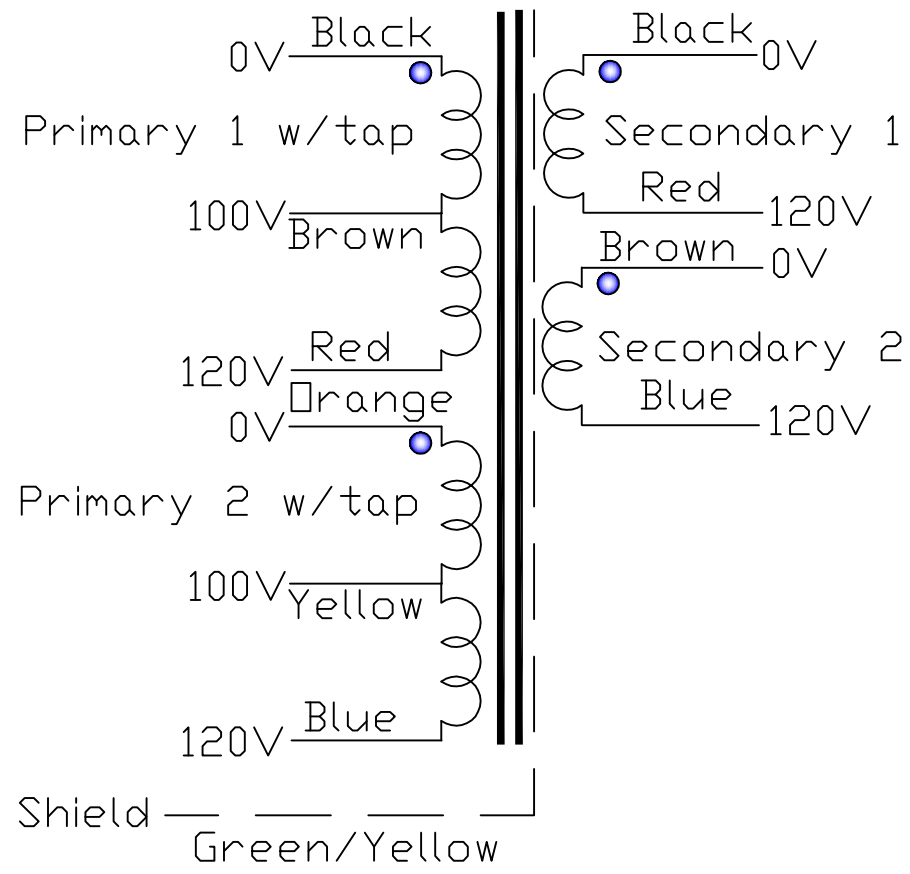 Black
0V
Primary 1 w/tap
100V
Brown
Red
120V
Orange
0V
Primary 2 w/tap
100V
Yellow
Blue
120V
Shield
Green/Yellow
Black
0V
Secondary 1
Red
120V
Brown
0V
Secondary 2
Blue
120V